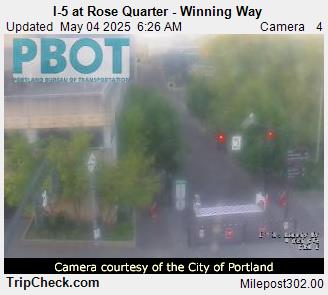 I-5 at Rose Quarter - Winning Way
Updated May 04 2025 6:26 AM Camera 4
PBOT
PORTLAND BUREAU OF TRANSPORTATION
Camera courtesy of the City of Portland
TripCheck.com Milepost302.00